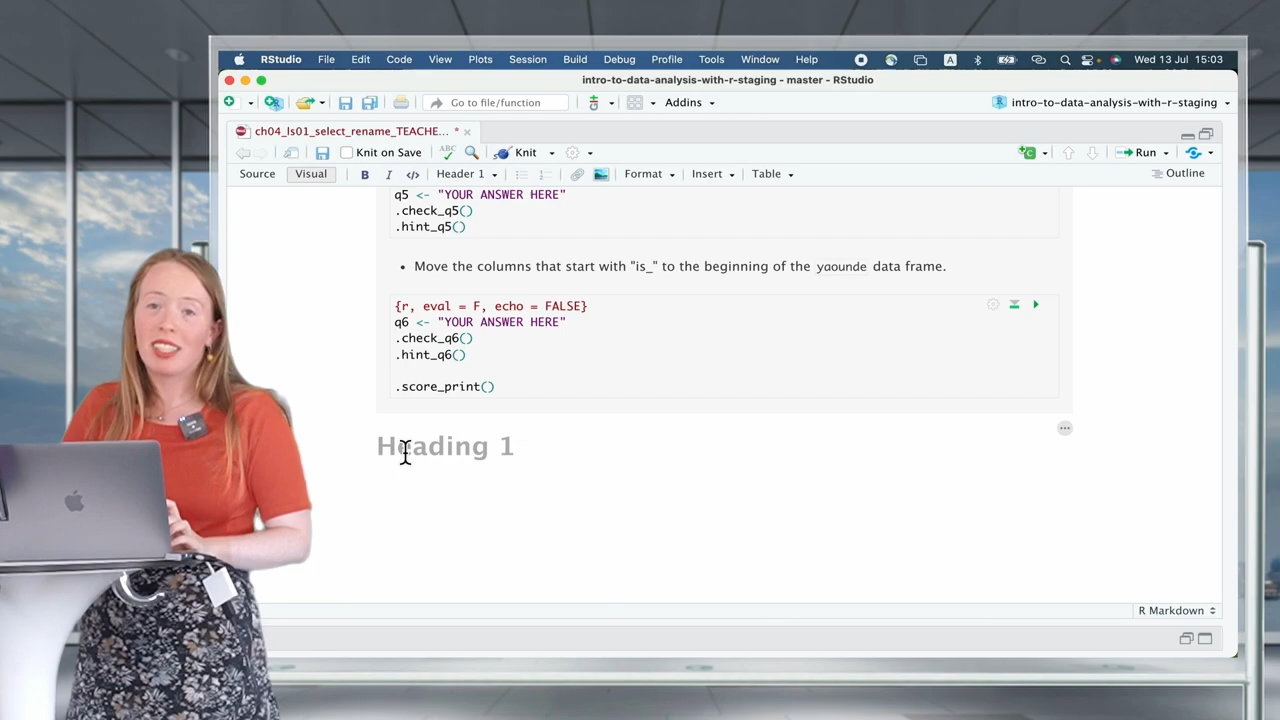 RStudio File Edit Code View Plots Session Build Debug Profile Tools Window Help A Wed 13 Jul 15:03
intro-to-data-analysis-with-r-staging - master - RStudio
Go to file/function Addins intro-to-data-analysis-with-r-staging
ch04_ls01_select_rename_TEACHE... *
Knit on Save ABC Knit Run
Source Visual B I </> Header 1 Format Insert Table Outline
q5 <- "YOUR ANSWER HERE"
.check_q5()
.hint_q5()
• Move the columns that start with "is_" to the beginning of the yaounde data frame.
{r, eval = F, echo = FALSE}
q6 <- "YOUR ANSWER HERE"
.check_q6()
.hint_q6()
.score_print()
Heading 1
R Markdown